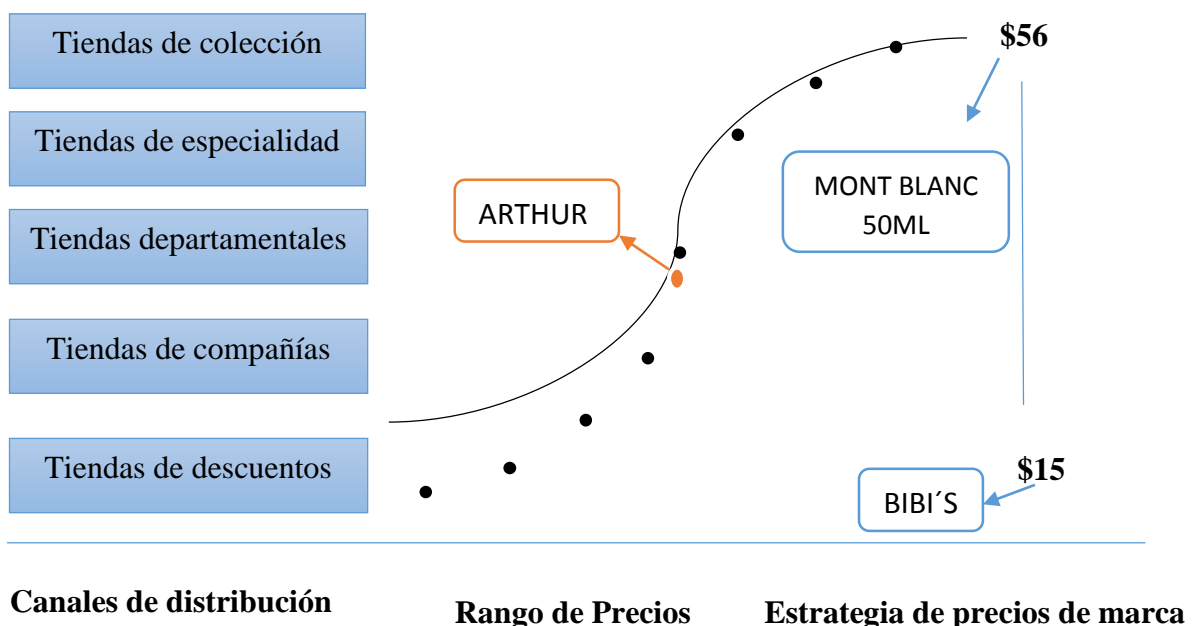 Tiendas de colección
Tiendas de especialidad
Tiendas departamentales
Tiendas de compañías
Tiendas de descuentos
ARTHUR
$56
MONT BLANC
50ML
$15
BIBI´S
Canales de distribución
Rango de Precios
Estrategia de precios de marca